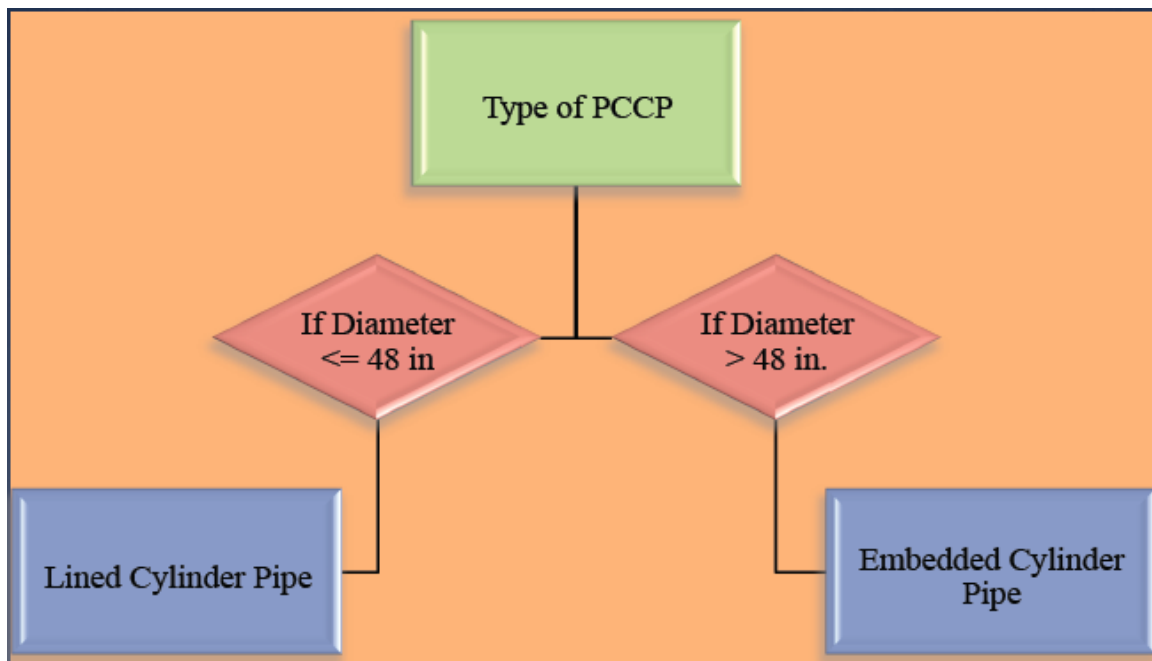 Type of PCCP
If Diameter
<= 48 in
If Diameter
> 48 in.
Lined Cylinder Pipe
Embedded Cylinder
Pipe